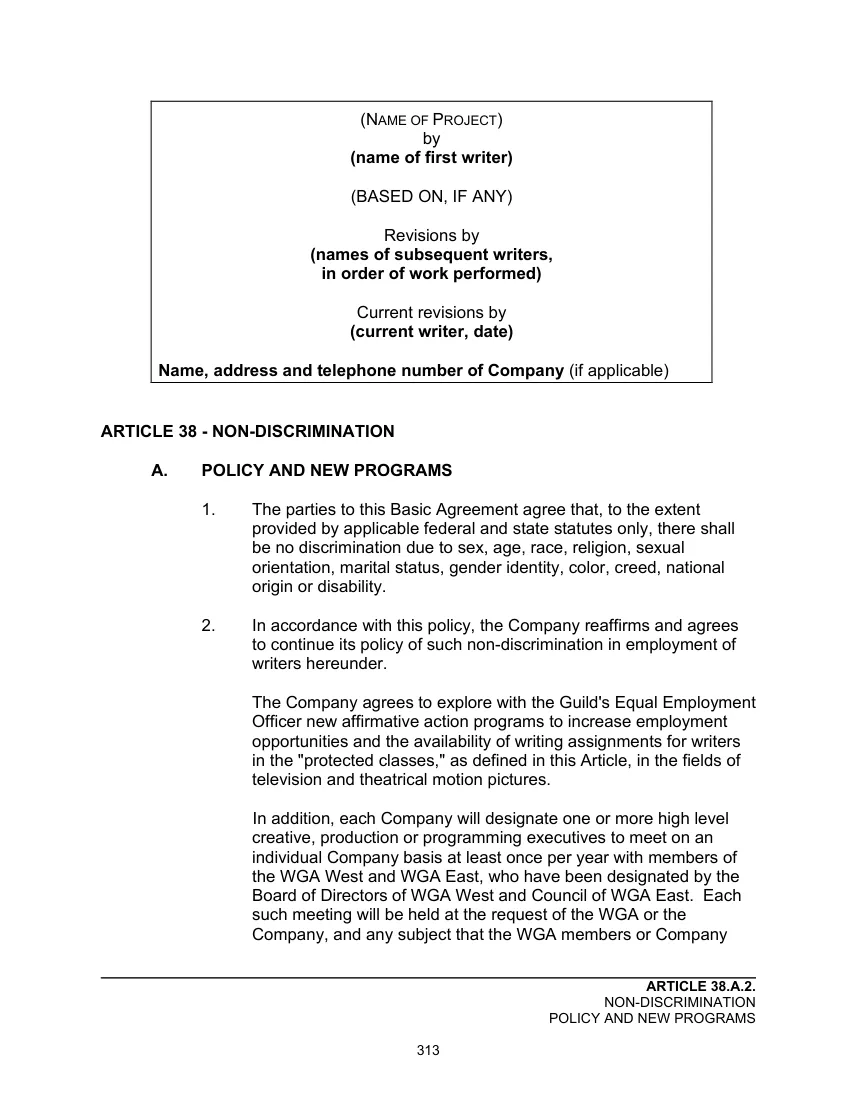 (NAME OF PROJECT)
by
(name of first writer)
(BASED ON, IF ANY)
Revisions by
(names of subsequent writers,
in order of work performed)
Current revisions by
(current writer, date)
Name, address and telephone number of Company (if applicable)
ARTICLE 38 - NON-DISCRIMINATION
A. POLICY AND NEW PROGRAMS
1. The parties to this Basic Agreement agree that, to the extent
provided by applicable federal and state statutes only, there shall
be no discrimination due to sex, age, race, religion, sexual
orientation, marital status, gender identity, color, creed, national
origin or disability.
2. In accordance with this policy, the Company reaffirms and agrees
to continue its policy of such non-discrimination in employment of
writers hereunder.
The Company agrees to explore with the Guild's Equal Employment
Officer new affirmative action programs to increase employment
opportunities and the availability of writing assignments for writers
in the "protected classes," as defined in this Article, in the fields of
television and theatrical motion pictures.
In addition, each Company will designate one or more high level
creative, production or programming executives to meet on an
individual Company basis at least once per year with members of
the WGA West and WGA East, who have been designated by the
Board of Directors of WGA West and Council of WGA East.  Each
such meeting will be held at the request of the WGA or the
Company, and any subject that the WGA members or Company
ARTICLE 38.A.2.
NON-DISCRIMINATION
POLICY AND NEW PROGRAMS
313